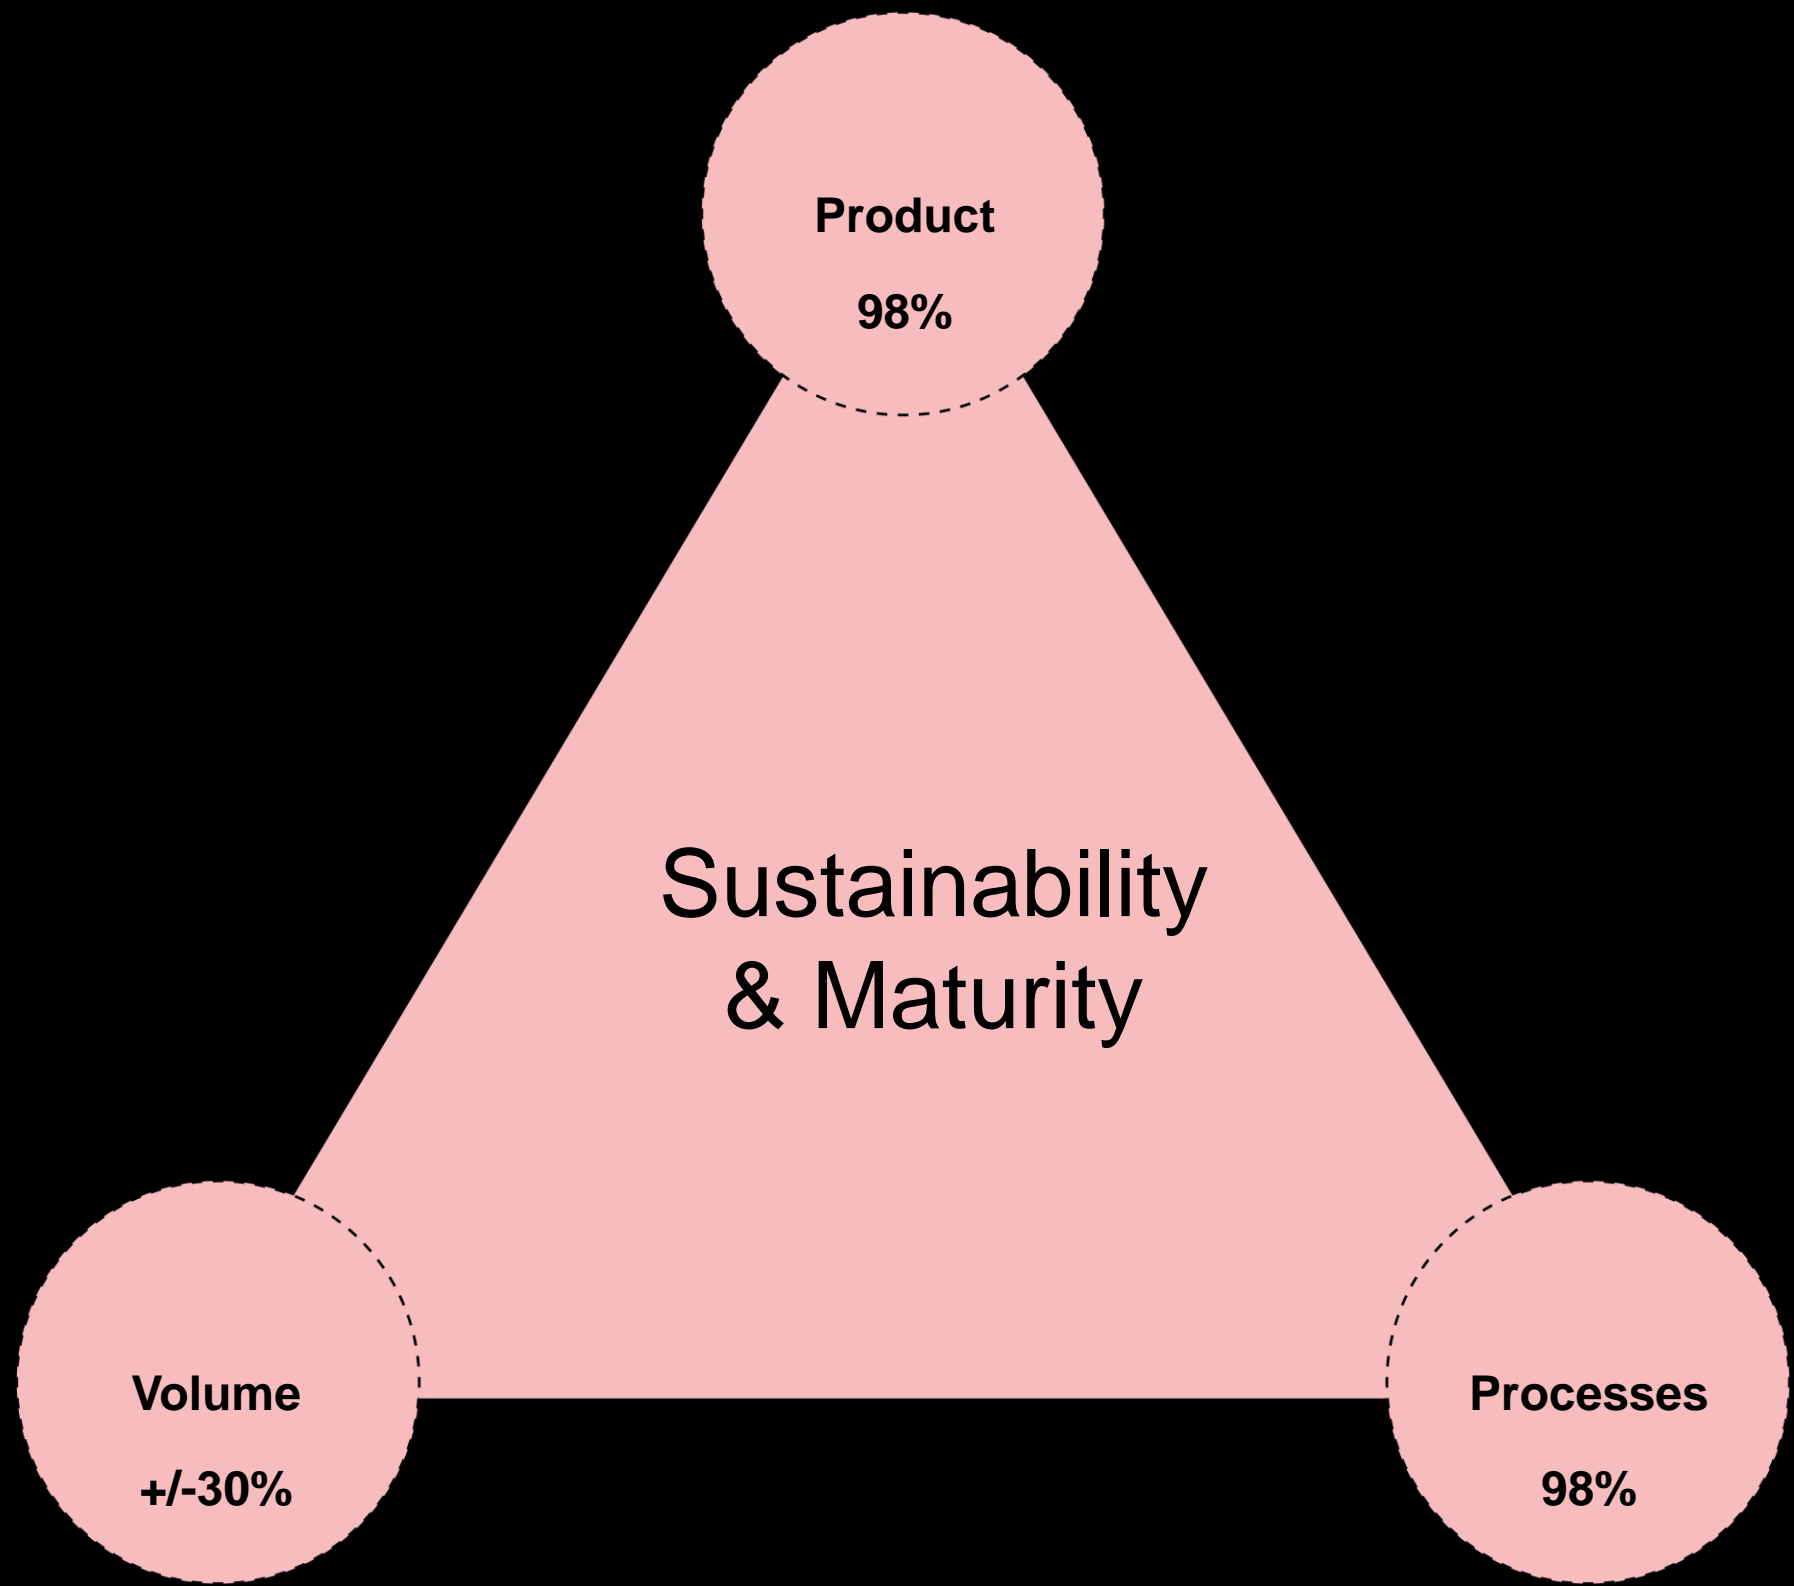 Product
98%
Sustainability
& Maturity
Volume
+/-30%
Processes
98%